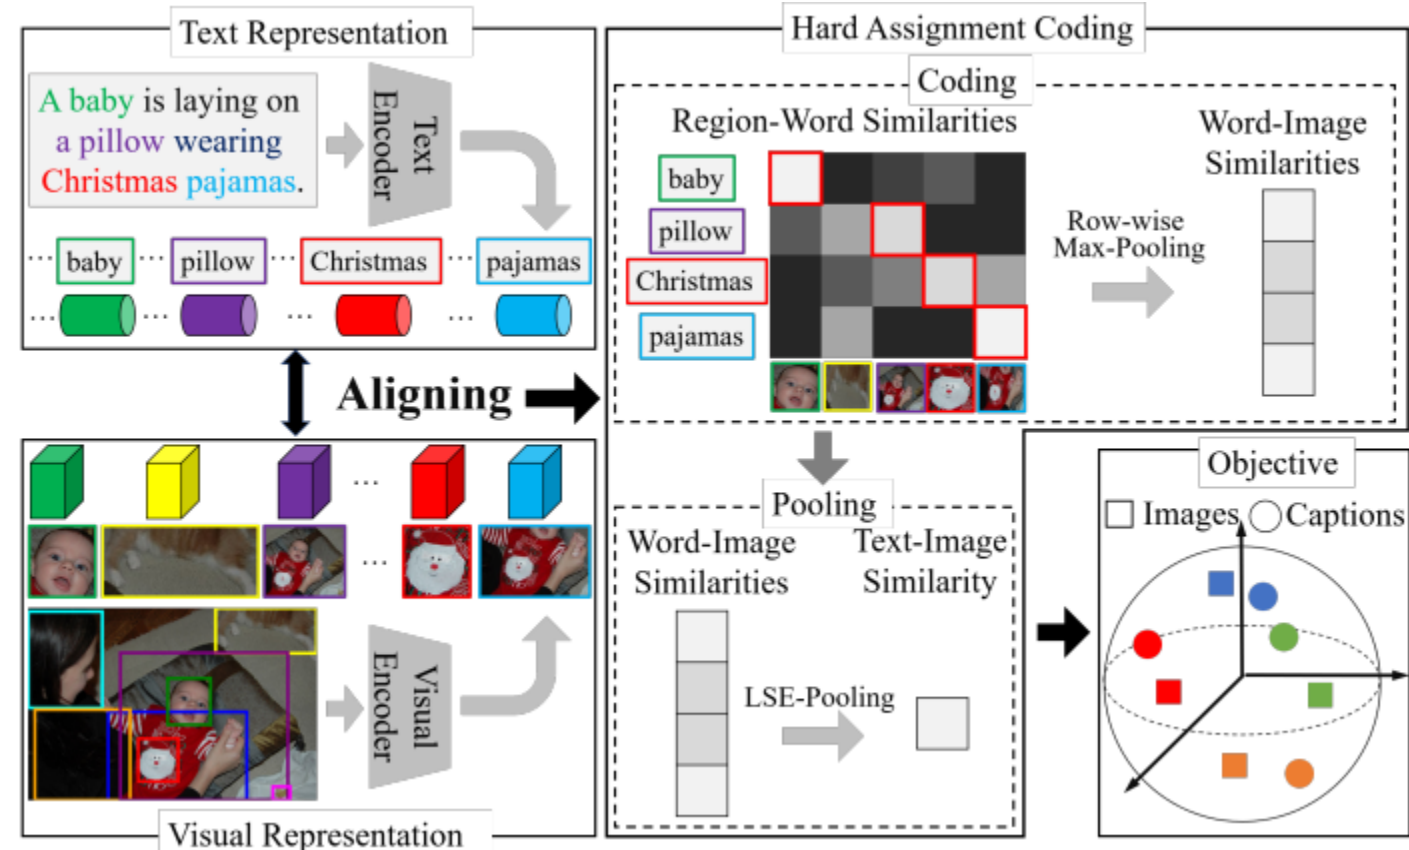 Text Representation
A baby is laying on
a pillow wearing
Christmas pajamas.
Text
Encoder
... baby ... pillow ... Christmas ... pajamas
... ... ... ...
Aligning
...
...
Visual
Encoder
Visual Representation
Hard Assignment Coding
Coding
Region-Word Similarities
baby
pillow
Christmas
pajamas
Row-wise
Max-Pooling
Word-Image
Similarities
Pooling
Word-Image
Similarities
LSE-Pooling
Text-Image
Similarity
Objective
Images Captions